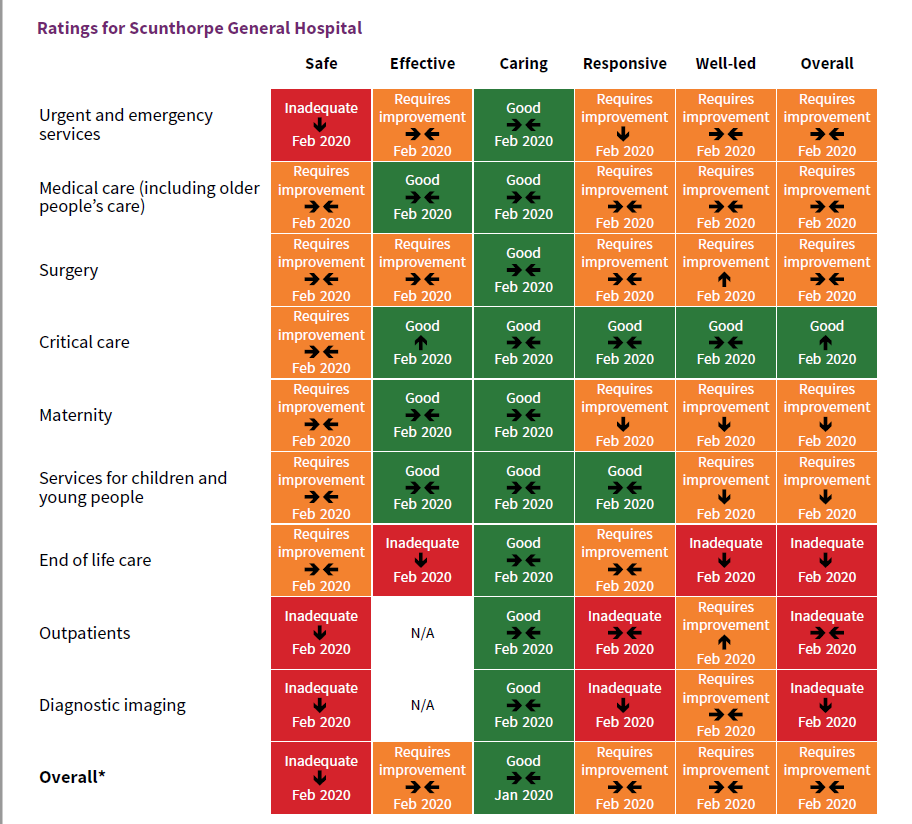 Ratings for Scunthorpe General Hospital
Safe Effective Caring Responsive Well-led Overall
Urgent and emergency
services
Inadequate
Feb 2020
Requires
improvement
Feb 2020
Good
Feb 2020
Requires
improvement
Feb 2020
Requires
improvement
Feb 2020
Requires
improvement
Feb 2020
Medical care (including older
people's care)
Requires
improvement
Feb 2020
Good
Feb 2020
Good
Feb 2020
Requires
improvement
Feb 2020
Requires
improvement
Feb 2020
Requires
improvement
Feb 2020
Surgery
Requires
improvement
Feb 2020
Requires
improvement
Feb 2020
Good
Feb 2020
Requires
improvement
Feb 2020
Requires
improvement
Feb 2020
Requires
improvement
Feb 2020
Critical care
Requires
improvement
Feb 2020
Good
Feb 2020
Good
Feb 2020
Good
Feb 2020
Good
Feb 2020
Good
Feb 2020
Maternity
Requires
improvement
Feb 2020
Good
Feb 2020
Good
Feb 2020
Requires
improvement
Feb 2020
Requires
improvement
Feb 2020
Requires
improvement
Feb 2020
Services for children and
young people
Requires
improvement
Feb 2020
Good
Feb 2020
Good
Feb 2020
Good
Feb 2020
Requires
improvement
Feb 2020
Requires
improvement
Feb 2020
End of life care
Requires
improvement
Feb 2020
Inadequate
Feb 2020
Good
Feb 2020
Requires
improvement
Feb 2020
Inadequate
Feb 2020
Inadequate
Feb 2020
Outpatients
Inadequate
Feb 2020
N/A
Good
Feb 2020
Inadequate
Feb 2020
Requires
improvement
Feb 2020
Inadequate
Feb 2020
Diagnostic imaging
Inadequate
Feb 2020
N/A
Good
Feb 2020
Inadequate
Feb 2020
Requires
improvement
Feb 2020
Inadequate
Feb 2020
Overall*
Inadequate
Feb 2020
Requires
improvement
Feb 2020
Good
Jan 2020
Requires
improvement
Feb 2020
Requires
improvement
Feb 2020
Requires
improvement
Feb 2020